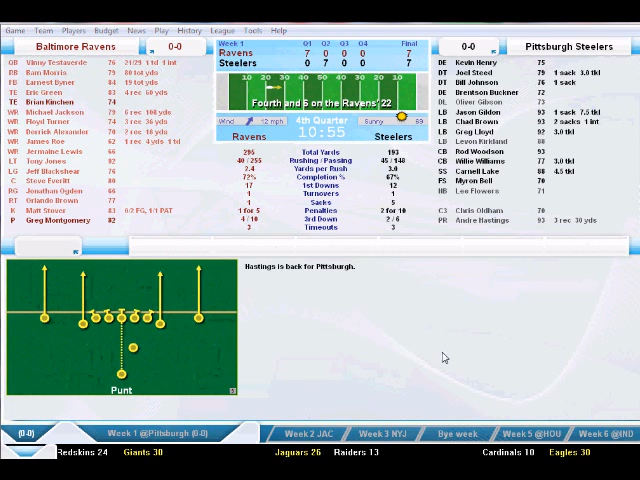 Game Team Players Budget News Play History League Tools Help
Baltimore Ravens 0-0
Week 1 Q1 Q2 Q3 Q4 Final
Ravens 7 0 0 7
Steelers 0 7 0 7
0-0 Pittsburgh Steelers
Fourth and 6 on the Ravens' 22
Wind 12 mph 4th Quarter Sunny 69
10:55
Ravens Steelers
QB Vinny Testaverde 76 21/29 1 td 1 int
RB Bam Morris 79 80 tot yds
FB Earnest Byner 84 19 tot yds
TE Eric Green 83 4 rec 60 yds
TE Brian Kinchen 74
WR Michael Jackson 79 6 rec 108 yds
WR Floyd Turner 74 3 rec 36 yds
WR Derrick Alexander 70 2 rec 16 yds
WR James Roe 62 1 rec 4 yds 1 td
WR Jermaine Lewis 66
LT Tony Jones 92
LG Jeff Blackshear 76
C Steve Everitt 80
RG Jonathan Ogden 66
RT Orlando Brown 77
K Matt Stover 83 0/2 FG, 1/1 PAT
P Greg Montgomery 82
295 Total Yards 193
40 / 255 Rushing / Passing 45 / 148
2.4 Yards per Rush 3.0
72% Completion % 67%
17 1st Downs 12
1 Turnovers 1
1 Sacks 5
1 for 5 Penalties 2 for 10
4 / 10 3rd Down 2 / 6
3 Timeouts 3
DE Kevin Henry 75
DT Joel Steed 79 1 sack 3.0 tkl
DT Bill Johnson 76 1 sack
DE Brentson Buckner 72
DL Oliver Gibson 73
LB Jason Gildon 93 1 sack 7.5 tkl
LB Chad Brown 93 2 sacks 1 int
LB Greg Lloyd 92 3.0 tkl
LB Levon Kirkland 88
CB Rod Woodson 93
CB Willie Williams 77 3.0 tkl
SS Carnell Lake 88 4.5 tkl
FS Myron Bell 70
NB Lee Flowers 71
C3 Chris Oldham 70
PR Andre Hastings 93 3 rec 30 yds
Hastings is back for Pittsburgh.
Punt
(0-0) Week 1 @Pittsburgh (0-0) Week 2 JAC Week 3 NYJ Bye week Week 5 @HOU Week 6 @IND
Redskins 24 Giants 30 Jaguars 26 Raiders 13 Cardinals 10 Eagles 30